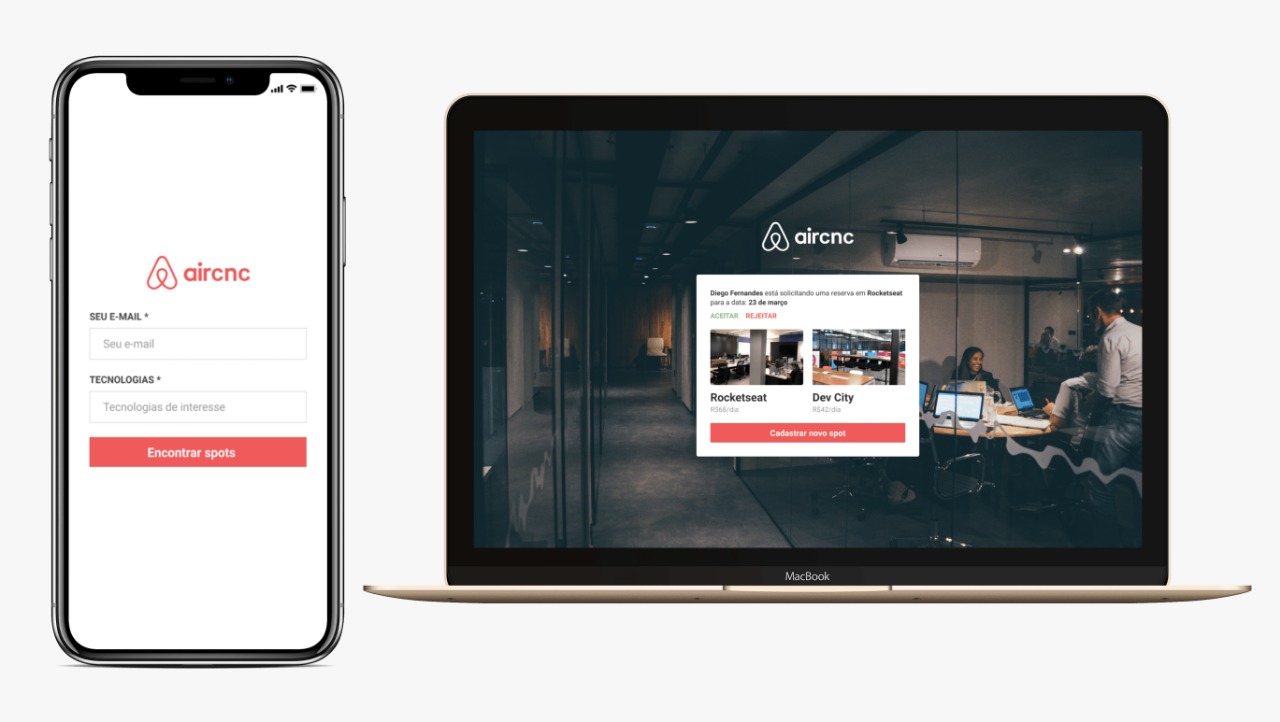 aircnc
SEU E-MAIL *
Seu e-mail
TECNOLOGIAS *
Tecnologias de interesse
Encontrar spots
aircnc
Diego Fernandes está solicitando uma reserva em Rocketseat
para a data: 23 de março
ACEITAR REJEITAR
Rocketseat Dev City
R$68/dia R$42/dia
Cadastrar novo spot
MacBook